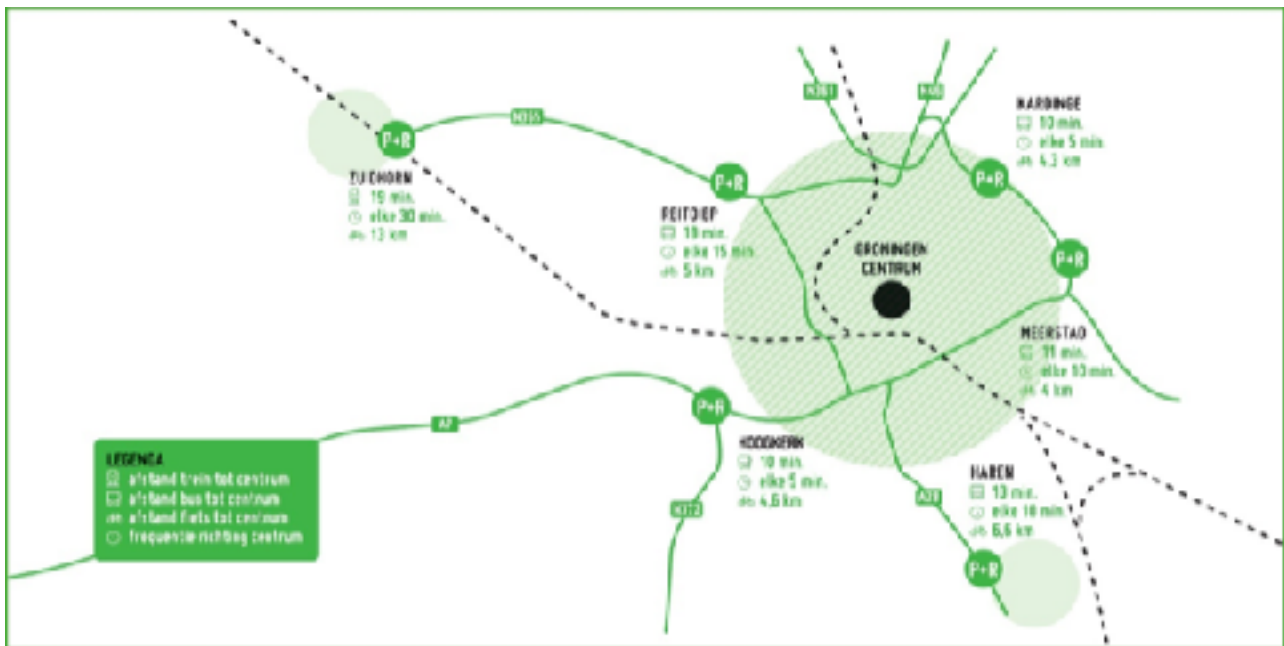 P+R
ZUIDHORN
19 min.
elke 30 min.
13 km
N355
P+R
REITDIEP
10 min.
elke 15 min.
5 km
N361
N46
KARDINGE
10 min.
elke 5 min.
4.3 km
P+R
GRONINGEN
CENTRUM
P+R
MEERSTAD
11 min.
elke 10 min.
4 km
A7
P+R
HOOGKERK
10 min.
elke 5 min.
4.6 km
N372
A28
HAREN
13 min.
elke 10 min.
6,6 km
P+R
LEGENDA
afstand trein tot centrum
afstand bus tot centrum
afstand fiets tot centrum
frequentie richting centrum